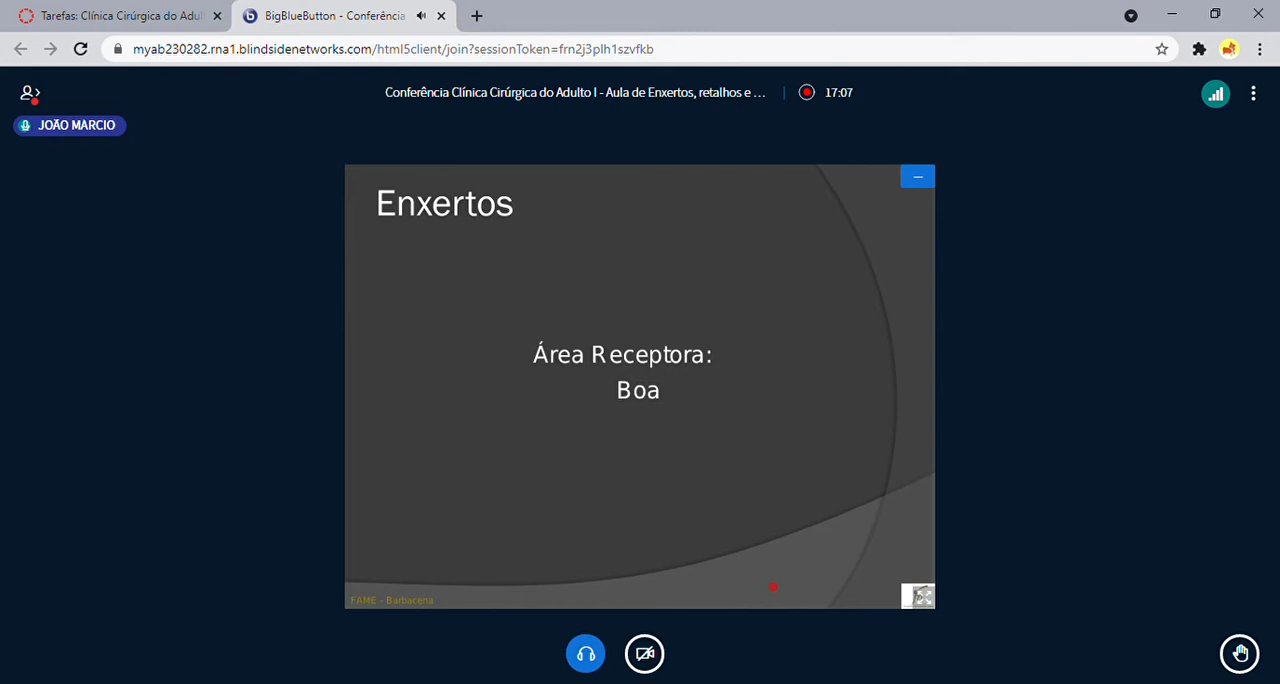 Tarefas: Clínica Cirúrgica do Adul
BigBlueButton - Conferência
myab230282.rna1.blindsidenetworks.com/html5client/join?sessionToken=frn2j3plh1szvfkb
Conferência Clínica Cirúrgica do Adulto I - Aula de Enxertos, retalhos e ...
17:07
JOÃO MARCIO
Enxertos
Área Receptora:
Boa
FAME - Barbacena